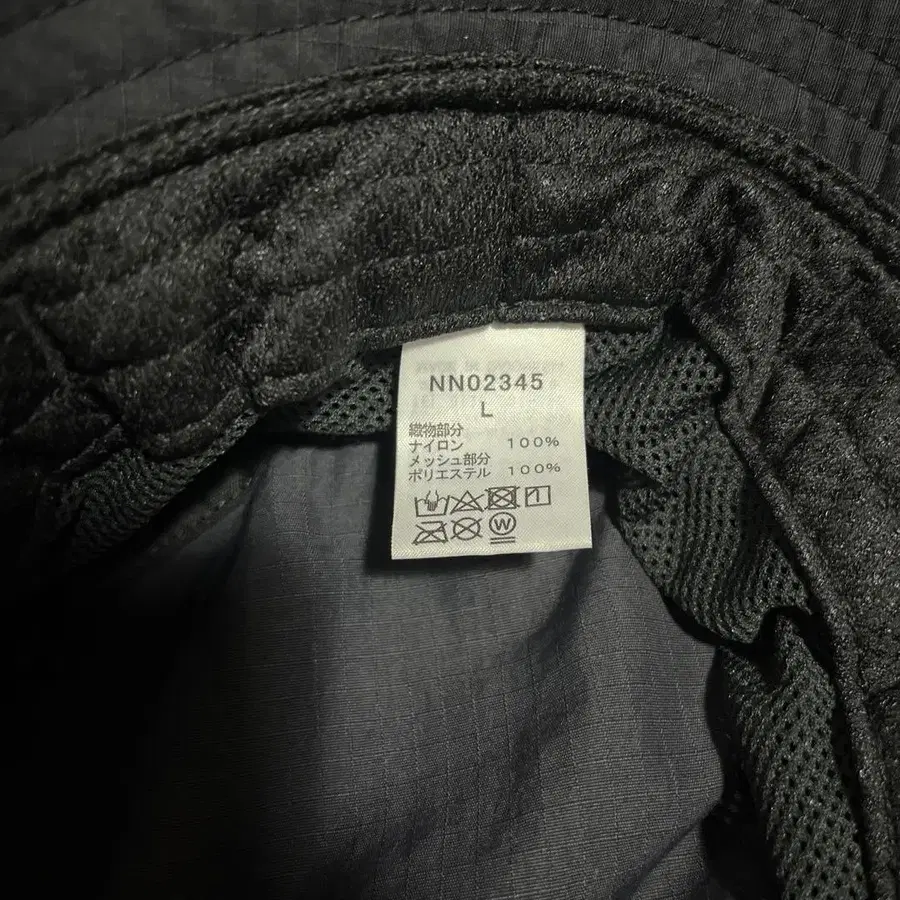 NN02345
L
織物部分
ナイロン 100%
メッシュ部分
ポリエステル 100%
W